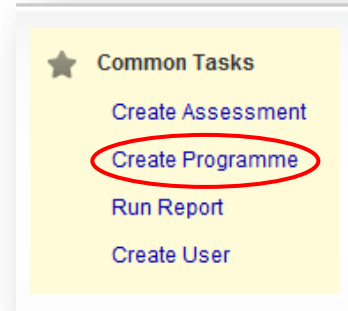 Common Tasks
Create Assessment
Create Programme
Run Report
Create User